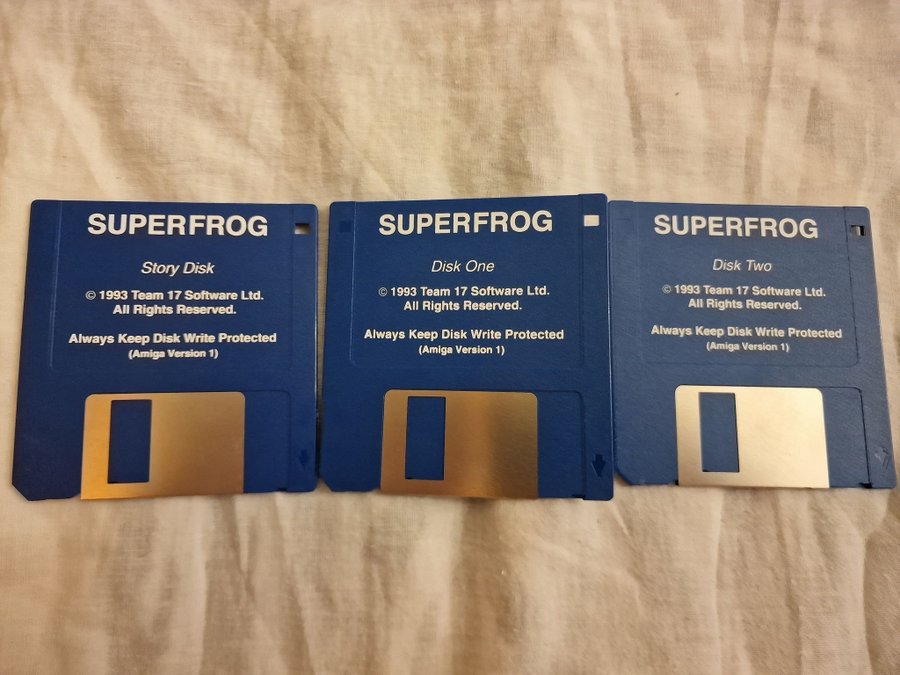 SUPERFROG
Story Disk
© 1993 Team 17 Software Ltd.
All Rights Reserved.
Always Keep Disk Write Protected
(Amiga Version 1)
SUPERFROG
Disk One
© 1993 Team 17 Software Ltd.
All Rights Reserved.
Always Keep Disk Write Protected
(Amiga Version 1)
SUPERFROG
Disk Two
© 1993 Team 17 Software Ltd.
All Rights Reserved.
Always Keep Disk Write Protected
(Amiga Version 1)